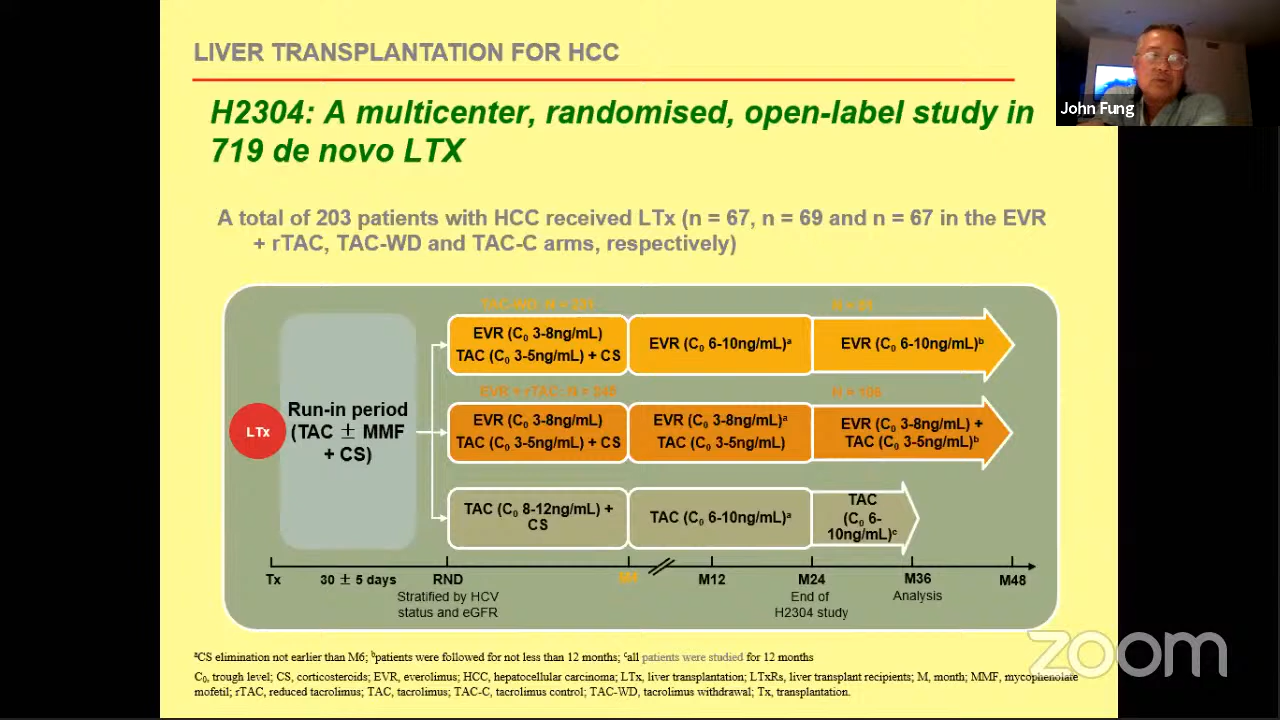 LIVER TRANSPLANTATION FOR HCC
John Fung
H2304: A multicenter, randomised, open-label study in
719 de novo LTX
A total of 203 patients with HCC received LTx (n = 67, n = 69 and n = 67 in the EVR
+ rTAC, TAC-WD and TAC-C arms, respectively)
TAC-WD: N = 231
EVR (C₀ 3-8ng/mL)
TAC (C₀ 3-5ng/mL) + CS
EVR (C₀ 6-10ng/mL)ᵃ
EVR (C₀ 6-10ng/mL)ᵇ
EVR + rTAC: N = 245
N = 106
LTx
Run-in period
(TAC ± MMF
+ CS)
EVR (C₀ 3-8ng/mL)
TAC (C₀ 3-5ng/mL) + CS
EVR (C₀ 3-8ng/mL)ᵃ
TAC (C₀ 3-5ng/mL)
EVR (C₀ 3-8ng/mL) +
TAC (C₀ 3-5ng/mL)ᵇ
TAC (C₀ 8-12ng/mL) +
CS
TAC (C₀ 6-10ng/mL)ᵃ
TAC
(C₀ 6-
10ng/mL)ᶜ
Tx 30 ± 5 days RND M4 M12 M24 M36 M48
Stratified by HCV
status and eGFR
End of
H2304 study
Analysis
ᵃCS elimination not earlier than M6; ᵇpatients were followed for not less than 12 months; ᶜall patients were studied for 12 months
C₀, trough level; CS, corticosteroids; EVR, everolimus; HCC, hepatocellular carcinoma; LTx, liver transplantation; LTxRs, liver transplant recipients; M, month; MMF, mycophenolate
mofetil; rTAC, reduced tacrolimus; TAC, tacrolimus; TAC-C, tacrolimus control; TAC-WD, tacrolimus withdrawal; Tx, transplantation.
zoom